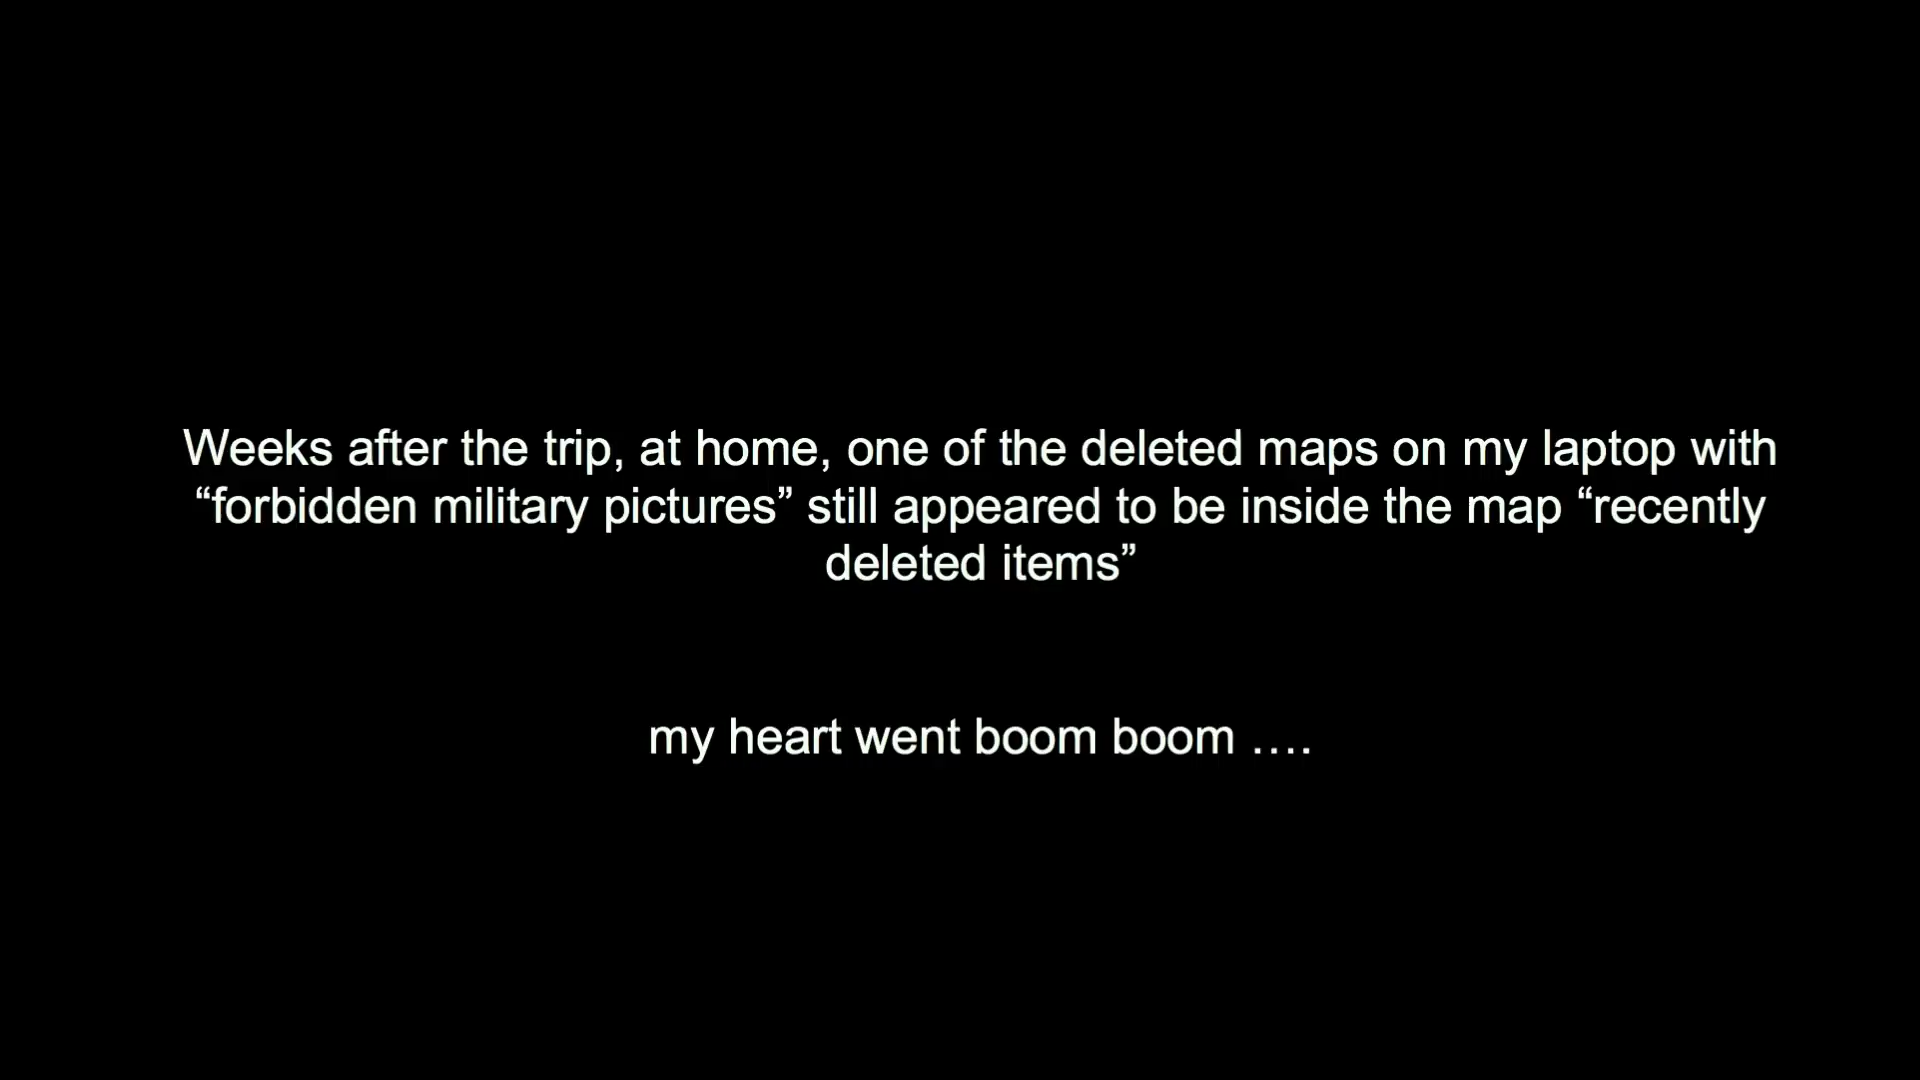 Weeks after the trip, at home, one of the deleted maps on my laptop with
“forbidden military pictures” still appeared to be inside the map “recently
deleted items”
my heart went boom boom ….